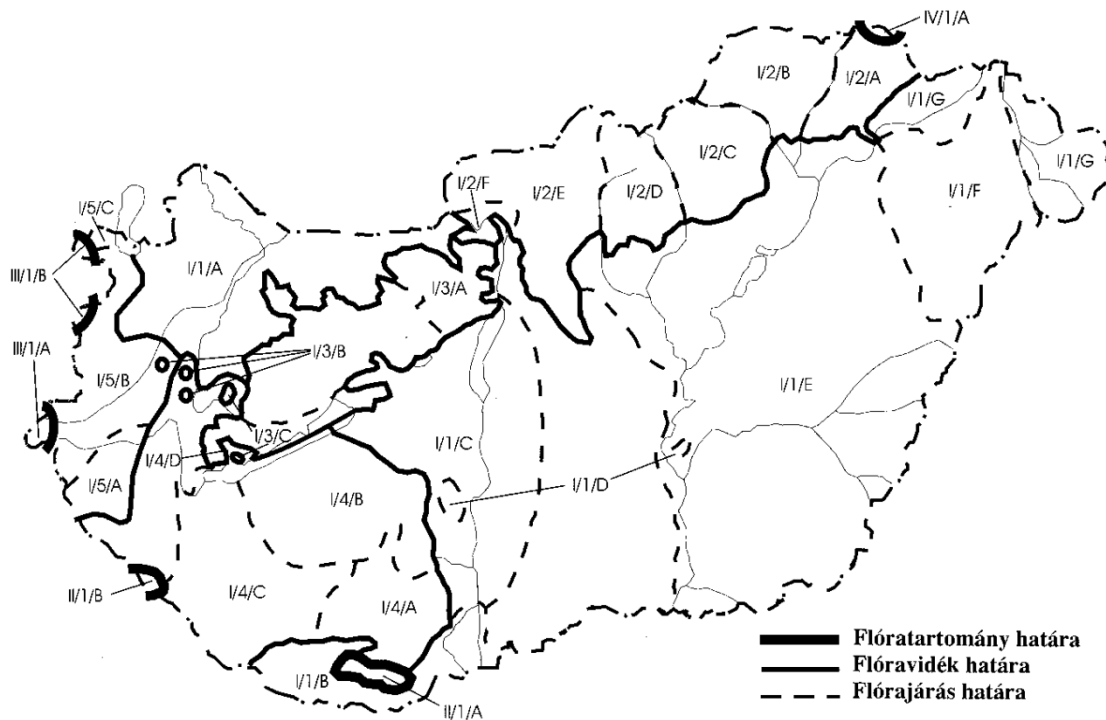 IV/1/A
I/2/B
I/2/A
I/1/G
I/2/C
I/1/G
I/2/F
I/2/E
I/2/D
I/1/F
I/5/C
III/1/B
I/1/A
I/3/A
III/1/A
I/3/B
I/5/B
I/1/E
I/3/C
I/1/C
I/4/D
I/5/A
I/1/D
I/4/B
II/1/B
I/4/C
I/4/A
I/1/B
II/1/A
Flóratartomány határa
Flóravidék határa
Flórajárás határa